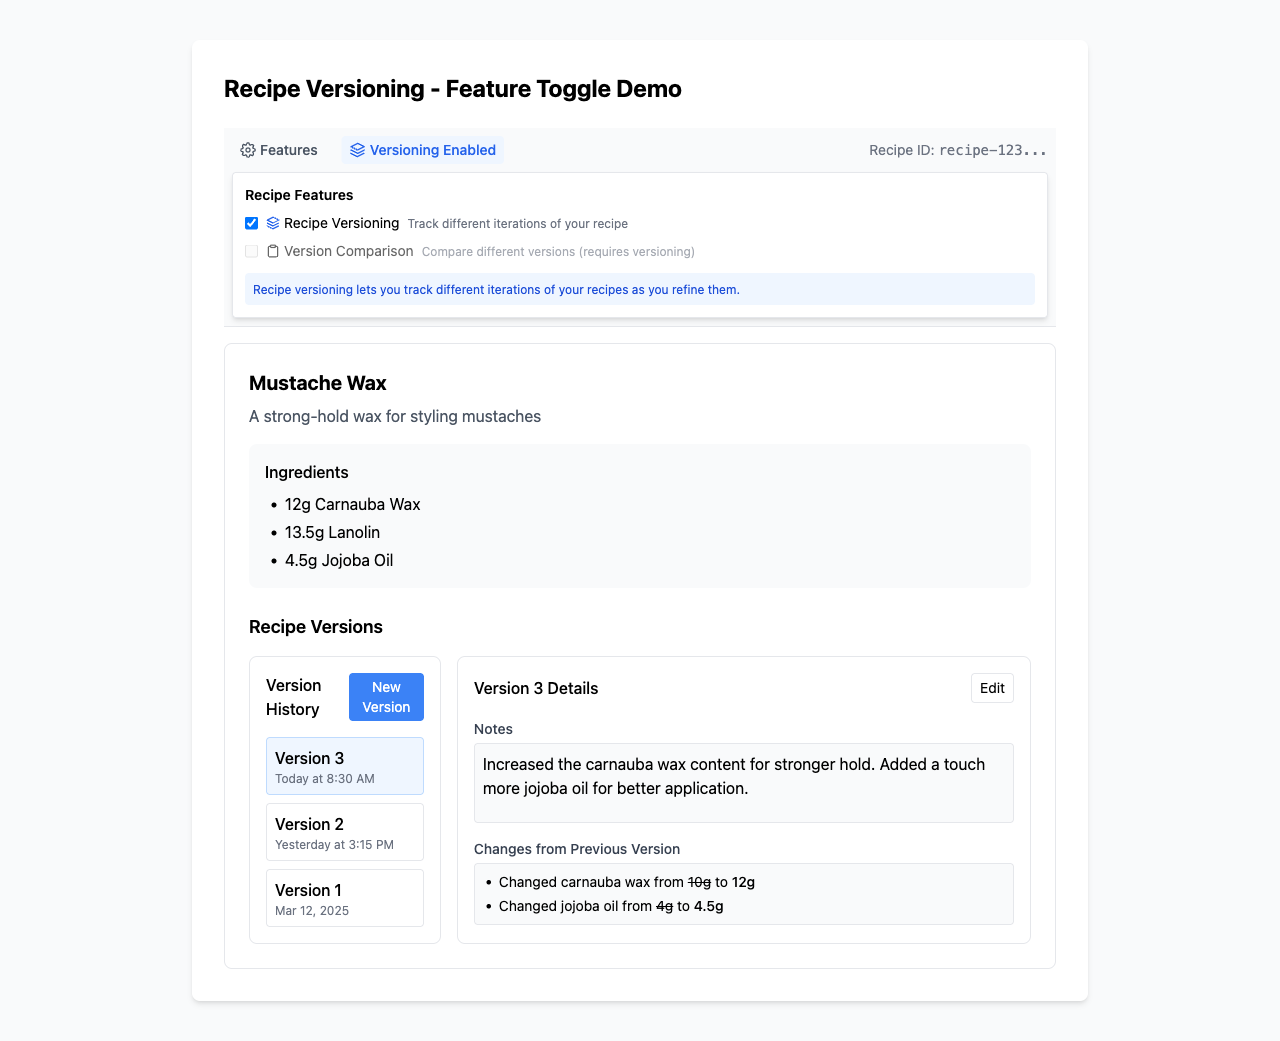 Recipe Versioning - Feature Toggle Demo
Features
Versioning Enabled
Recipe ID: recipe-123...
Recipe Features
Recipe Versioning Track different iterations of your recipe
Version Comparison Compare different versions (requires versioning)
Recipe versioning lets you track different iterations of your recipes as you refine them.
Mustache Wax
A strong-hold wax for styling mustaches
Ingredients
• 12g Carnauba Wax
• 13.5g Lanolin
• 4.5g Jojoba Oil
Recipe Versions
Version
History
New
Version
Version 3
Today at 8:30 AM
Version 2
Yesterday at 3:15 PM
Version 1
Mar 12, 2025
Version 3 Details
Edit
Notes
Increased the carnauba wax content for stronger hold. Added a touch
more jojoba oil for better application.
Changes from Previous Version
• Changed carnauba wax from 10g to 12g
• Changed jojoba oil from 4g to 4.5g